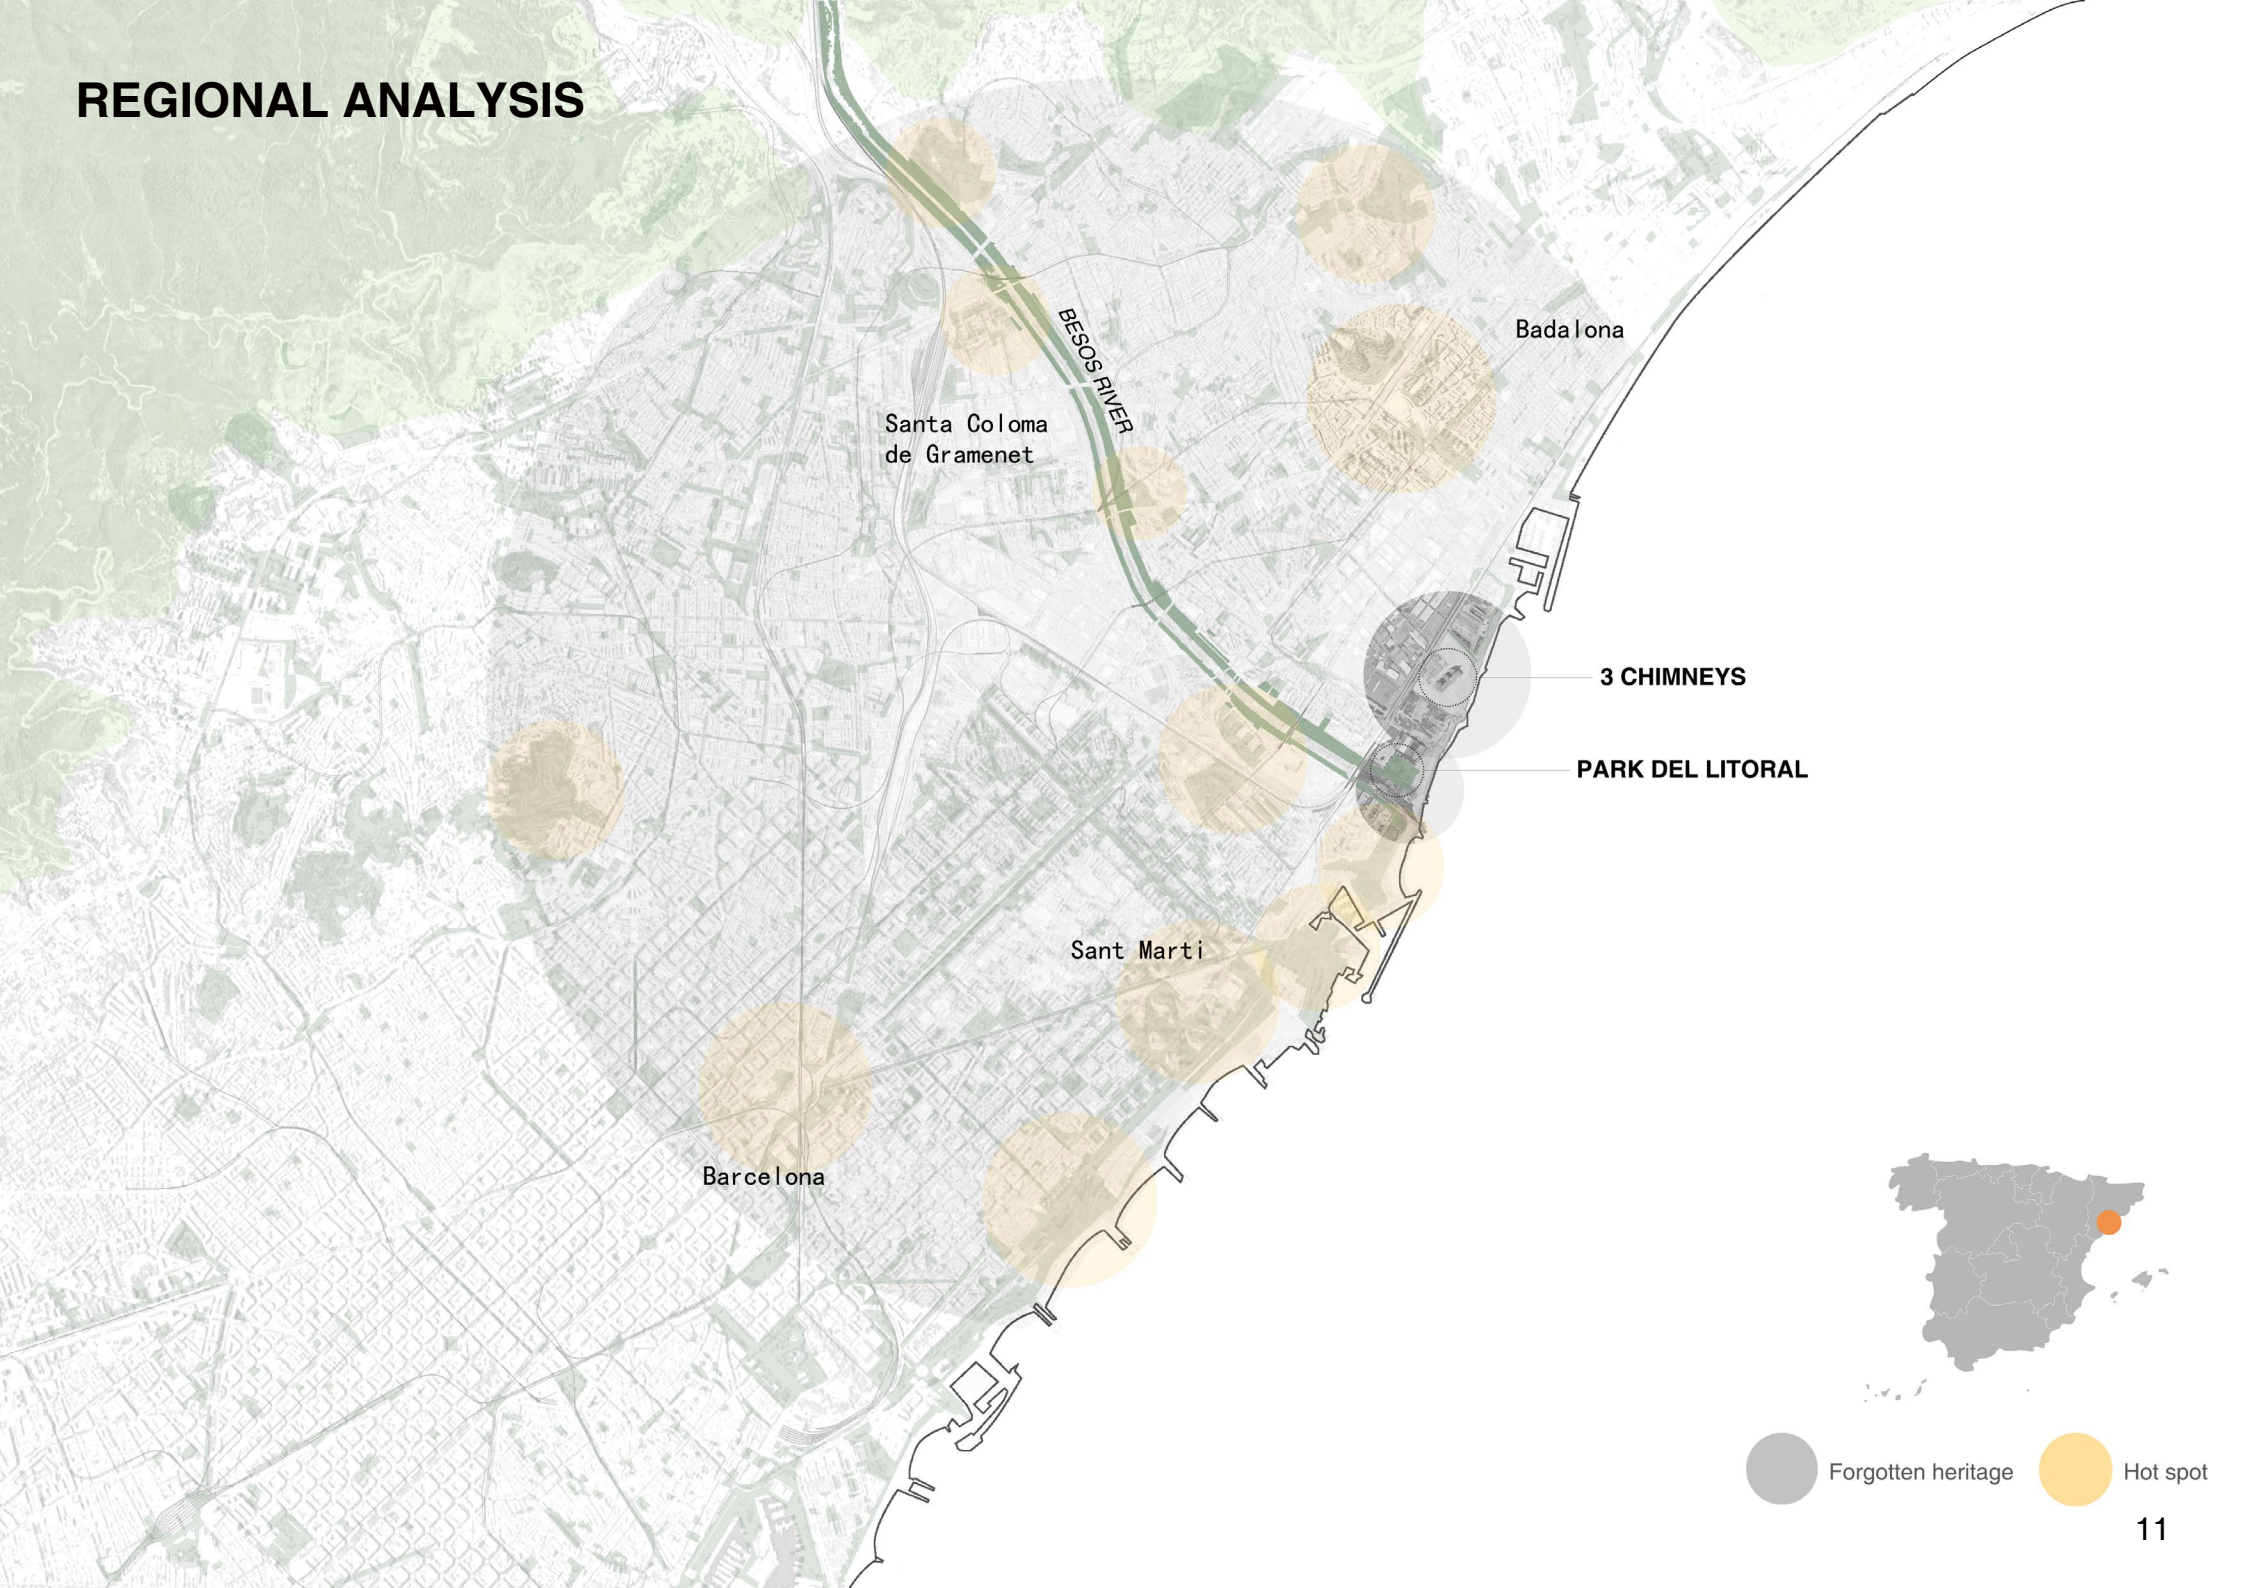 REGIONAL ANALYSIS
BESOS RIVER
Badalona
Santa Coloma
de Gramenet
3 CHIMNEYS
PARK DEL LITORAL
Sant Marti
Barcelona
Forgotten heritage
Hot spot
11